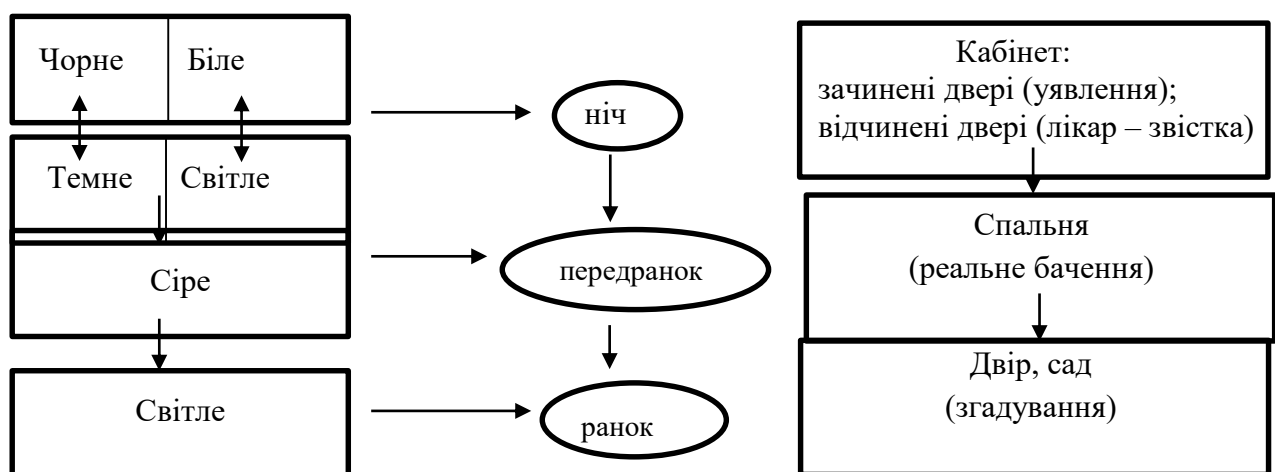 Чорне
Біле
Темне
Світле
Сіре
Світле
ніч
передранок
ранок
Кабінет:
зачинені двері (уявлення);
відчинені двері (лікар – звістка)
Спальня
(реальне бачення)
Двір, сад
(згадування)